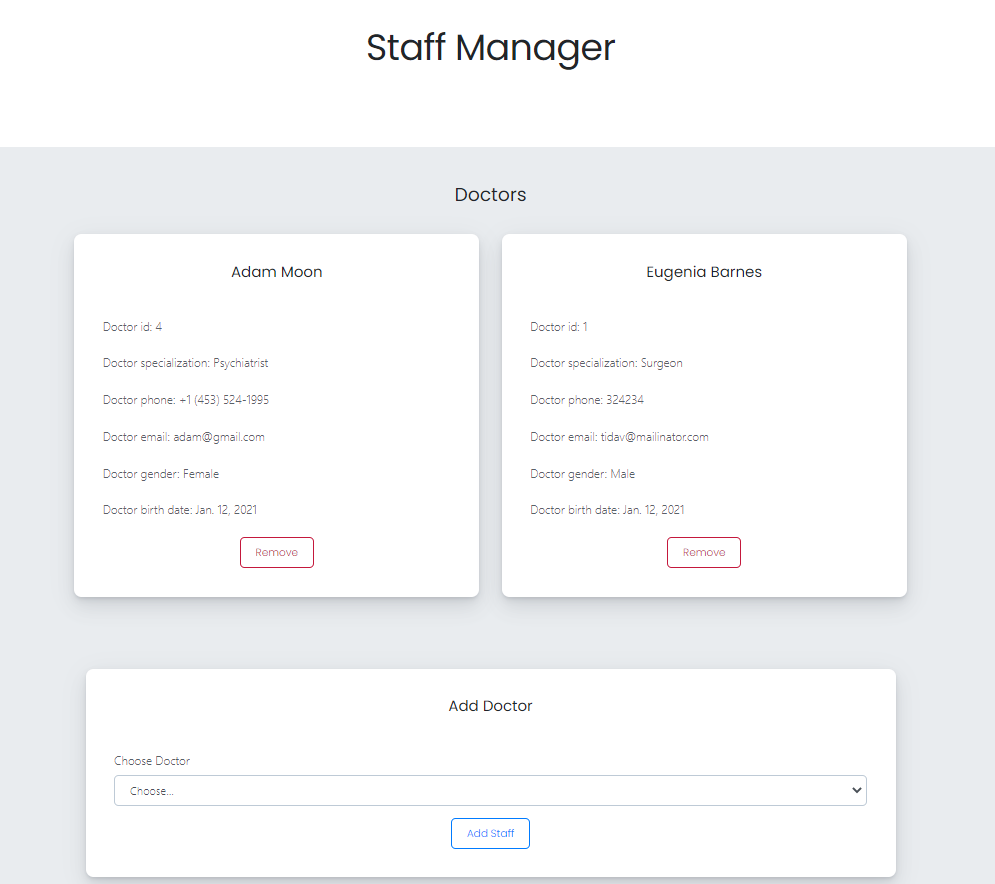 Staff Manager
Doctors
Adam Moon
Doctor id: 4
Doctor specialization: Psychiatrist
Doctor phone: +1 (453) 524-1995
Doctor email: adam@gmail.com
Doctor gender: Female
Doctor birth date: Jan. 12, 2021
Remove
Eugenia Barnes
Doctor id: 1
Doctor specialization: Surgeon
Doctor phone: 324234
Doctor email: tidav@mailinator.com
Doctor gender: Male
Doctor birth date: Jan. 12, 2021
Remove
Add Doctor
Choose Doctor
Choose...
Add Staff